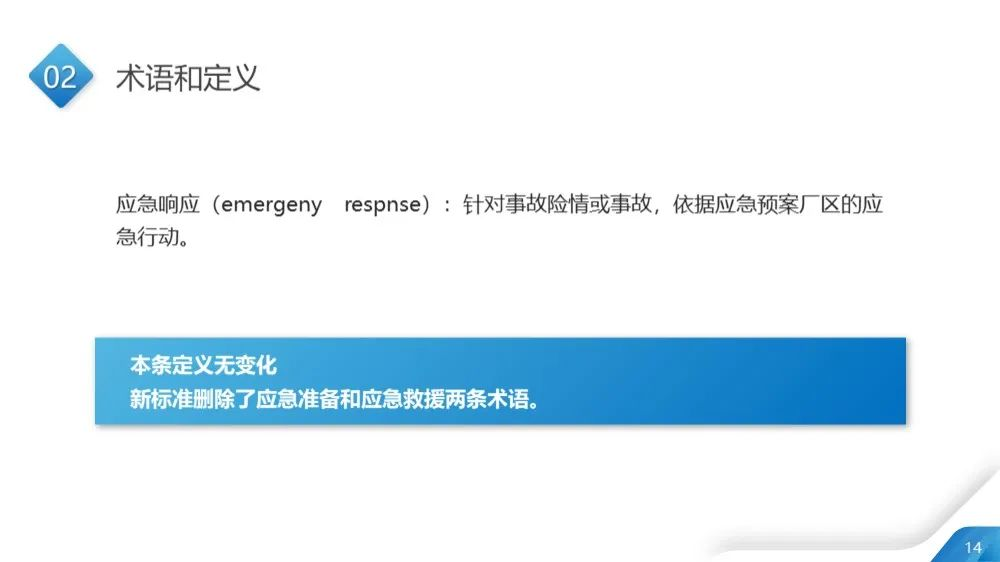 02
术语和定义
应急响应（emergeny respnse）：针对事故险情或事故，依据应急预案厂区的应
急行动。
本条定义无变化
新标准删除了应急准备和应急救援两条术语。
14